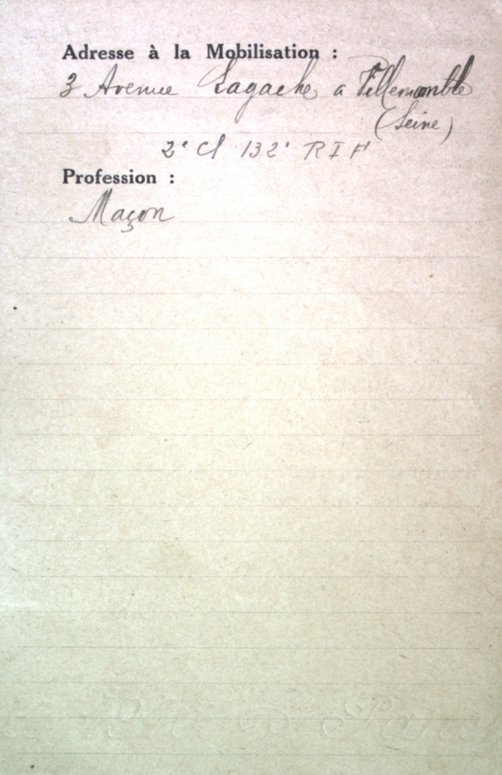 Adresse à la Mobilisation :
3 Avenue Lagache a Villemomble
(Seine)
2e Cl 132e R I F
Profession :
Maçon